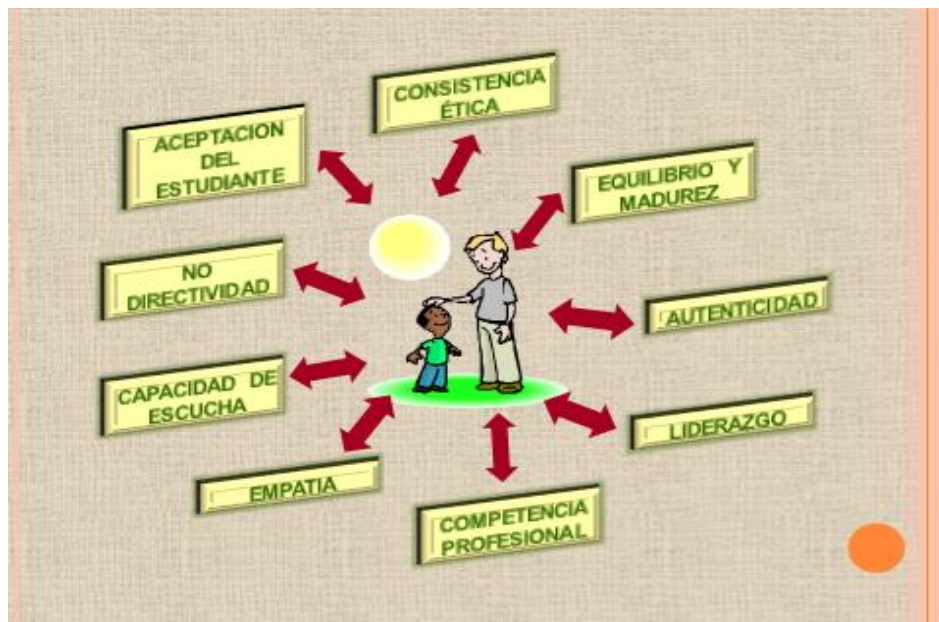 CONSISTENCIA
ÉTICA
ACEPTACION
DEL
ESTUDIANTE
EQUILIBRIO Y
MADUREZ
NO
DIRECTIVIDAD
AUTENTICIDAD
CAPACIDAD DE
ESCUCHA
LIDERAZGO
EMPATIA
COMPETENCIA
PROFESIONAL